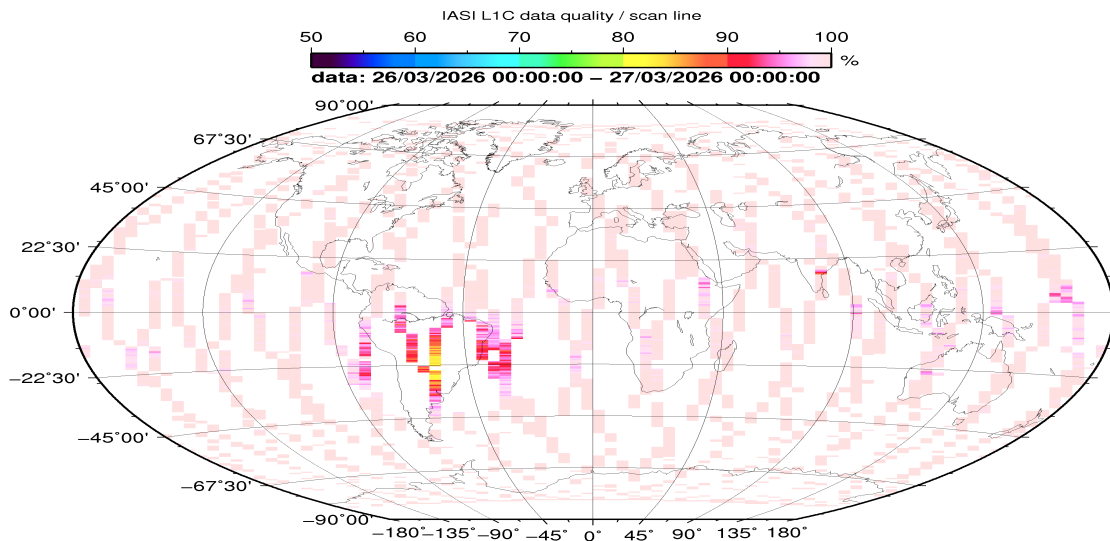 IASI L1C data quality / scan line
50 60 70 80 90 100
%
data: 26/03/2026 00:00:00 – 27/03/2026 00:00:00
90°00'
67°30'
45°00'
22°30'
0°00'
−22°30'
−45°00'
−67°30'
−90°00'
−180° −135° −90° −45° 0° 45° 90° 135° 180°